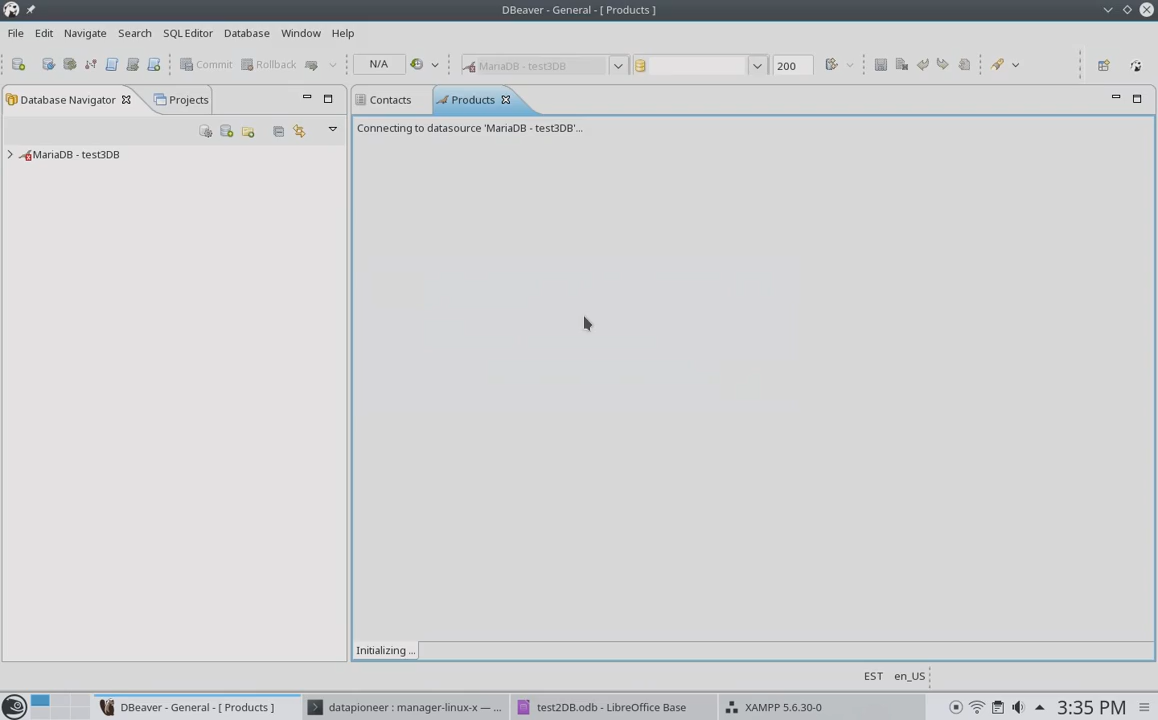 DBeaver - General - [ Products ]
File Edit Navigate Search SQL Editor Database Window Help
Commit Rollback N/A MariaDB - test3DB 200
Database Navigator Projects Contacts Products
Connecting to datasource 'MariaDB - test3DB'...
MariaDB - test3DB
Initializing ...
EST en_US
DBeaver - General - [ Products ] datapioneer : manager-linux-x — ... test2DB.odb - LibreOffice Base XAMPP 5.6.30-0 3:35 PM